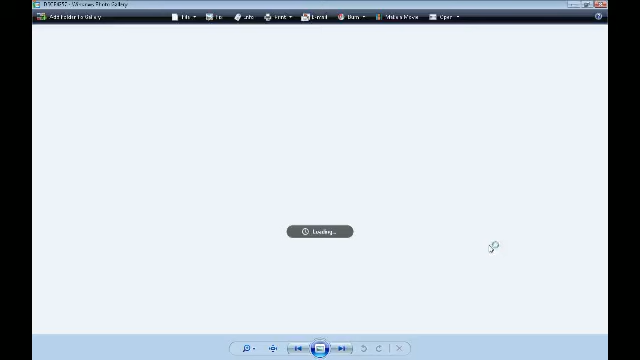 Windows Photo Gallery
Add Folder To Gallery File Fix Info Print E-mail Burn Make a Movie Open
Loading...